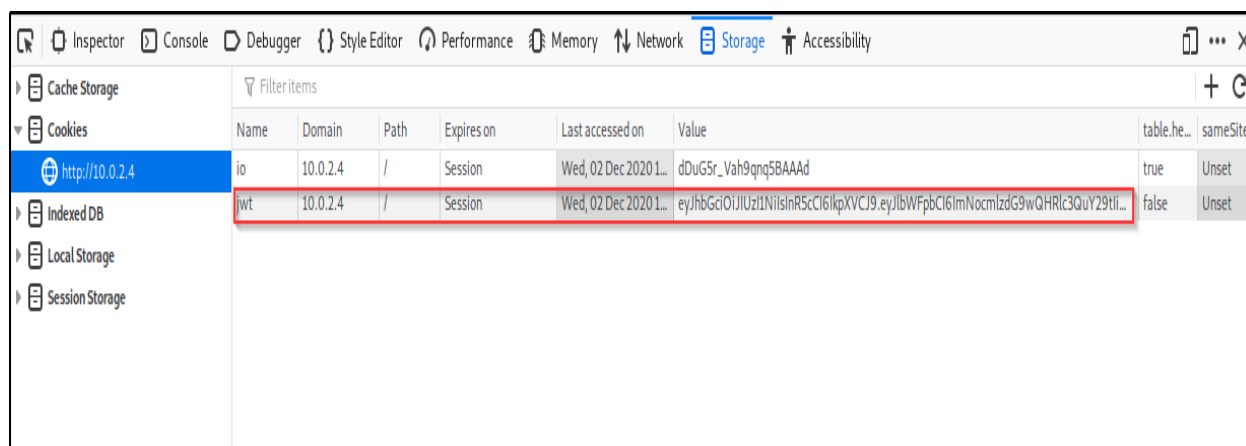 Inspector Console Debugger Style Editor Performance Memory Network Storage Accessibility
Cache Storage
Filter items
Cookies
Name Domain Path Expires on Last accessed on Value table.he... sameSite
http://10.0.2.4
io 10.0.2.4 / Session Wed, 02 Dec 2020 1... dDuG5r_Vah9qnq5BAAAd true Unset
jwt 10.0.2.4 / Session Wed, 02 Dec 2020 1... eyJhbGciOiJIUzI1NiIsInR5cCI6IkpXVCJ9.eyJlbWFpbCI6ImNocmlzdG9wQHRlc3QuY29tIi... false Unset
Indexed DB
Local Storage
Session Storage